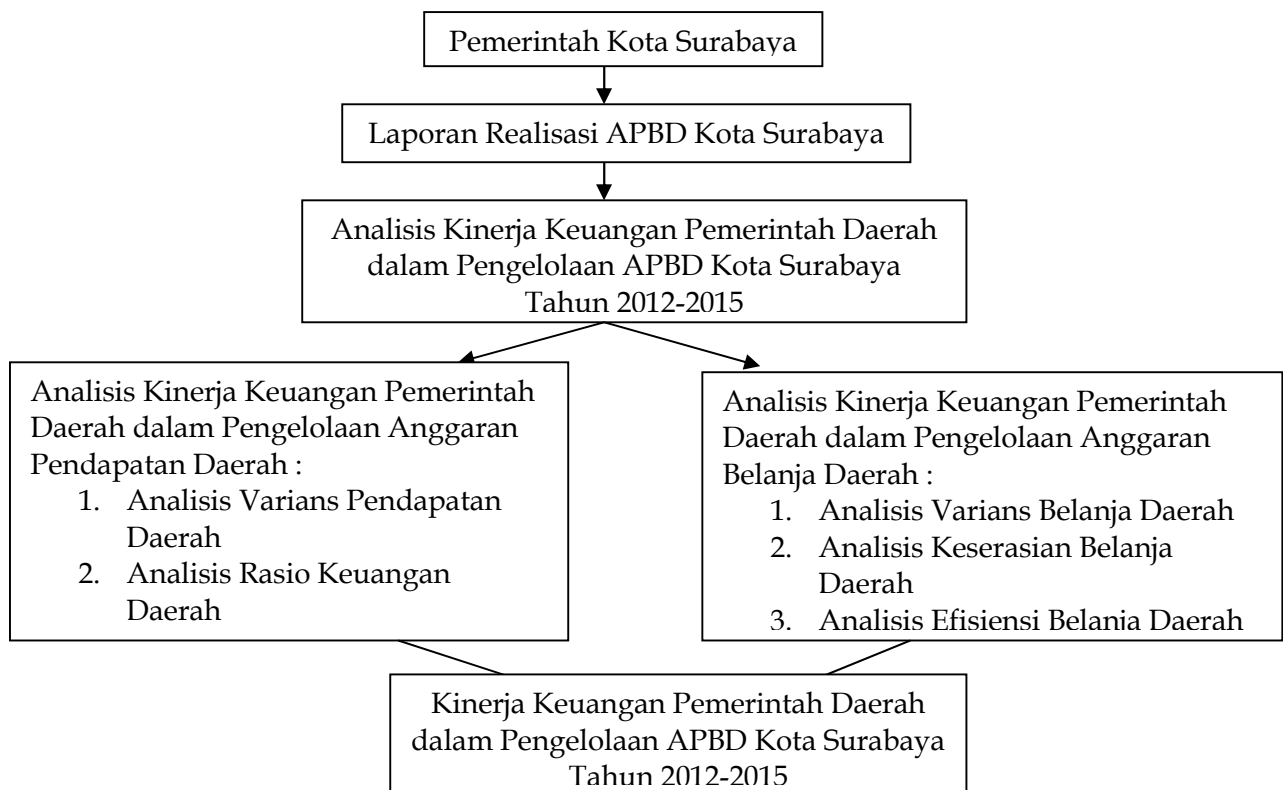 Pemerintah Kota Surabaya
Laporan Realisasi APBD Kota Surabaya
Analisis Kinerja Keuangan Pemerintah Daerah
dalam Pengelolaan APBD Kota Surabaya
Tahun 2012-2015
Analisis Kinerja Keuangan Pemerintah
Daerah dalam Pengelolaan Anggaran
Pendapatan Daerah :
1. Analisis Varians Pendapatan
Daerah
2. Analisis Rasio Keuangan
Daerah
Analisis Kinerja Keuangan Pemerintah
Daerah dalam Pengelolaan Anggaran
Belanja Daerah :
1. Analisis Varians Belanja Daerah
2. Analisis Keserasian Belanja
Daerah
3. Analisis Efisiensi Belanja Daerah
Kinerja Keuangan Pemerintah Daerah
dalam Pengelolaan APBD Kota Surabaya
Tahun 2012-2015